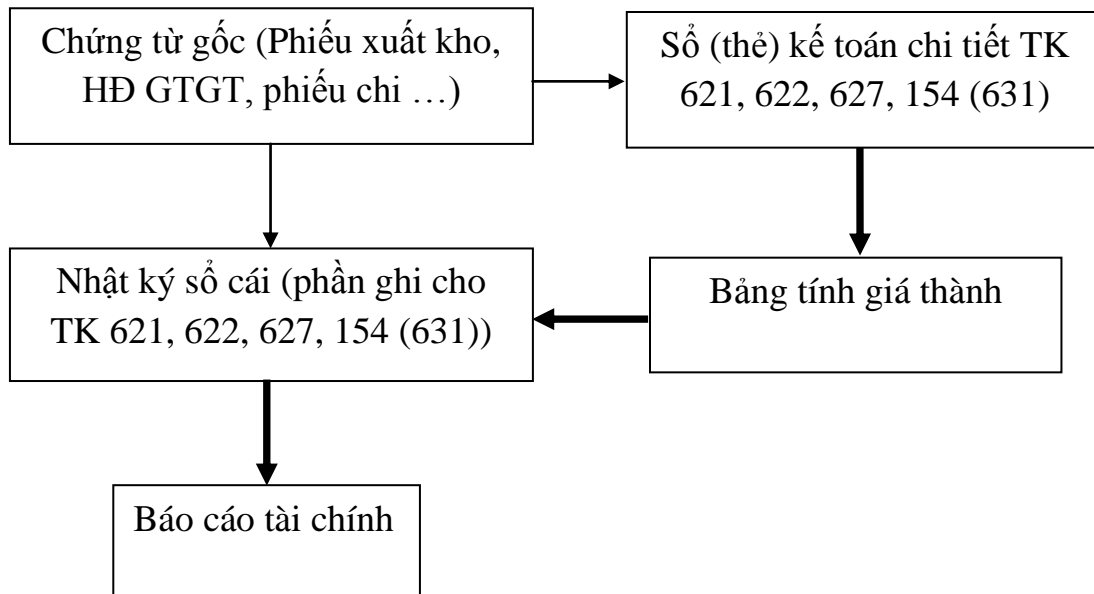 Chứng từ gốc (Phiếu xuất kho,
HĐ GTGT, phiếu chi …)
Sổ (thẻ) kế toán chi tiết TK
621, 622, 627, 154 (631)
Nhật ký sổ cái (phần ghi cho
TK 621, 622, 627, 154 (631))
Bảng tính giá thành
Báo cáo tài chính